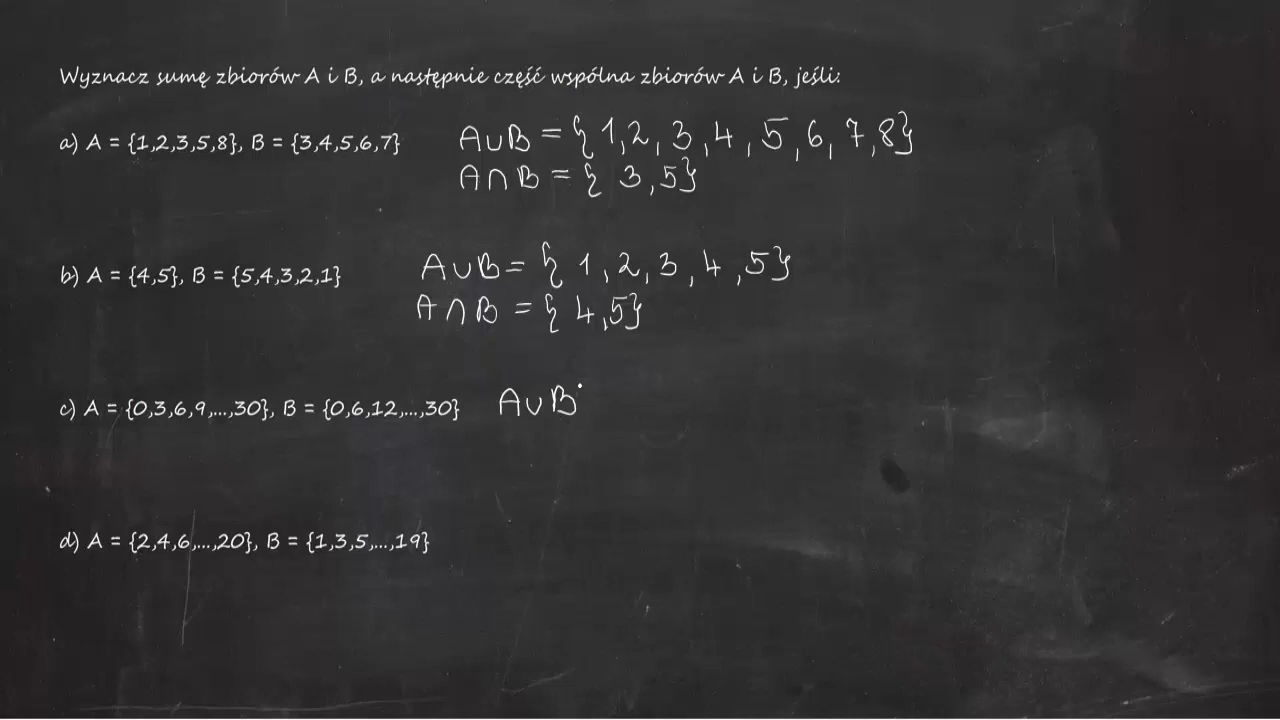 Wyznacz sumę zbiorów A i B, a następnie część wspólna zbiorów A i B, jeśli:
a) A = {1,2,3,5,8}, B = {3,4,5,6,7} A∪B = { 1,2,3,4,5,6,7,8}
A∩B = { 3,5}
b) A = {4,5}, B = {5,4,3,2,1} A∪B = { 1,2,3,4,5}
A∩B = { 4,5}
c) A = {0,3,6,9,...,30}, B = {0,6,12,...,30} A∪B
d) A = {2,4,6,...,20}, B = {1,3,5,...,19}